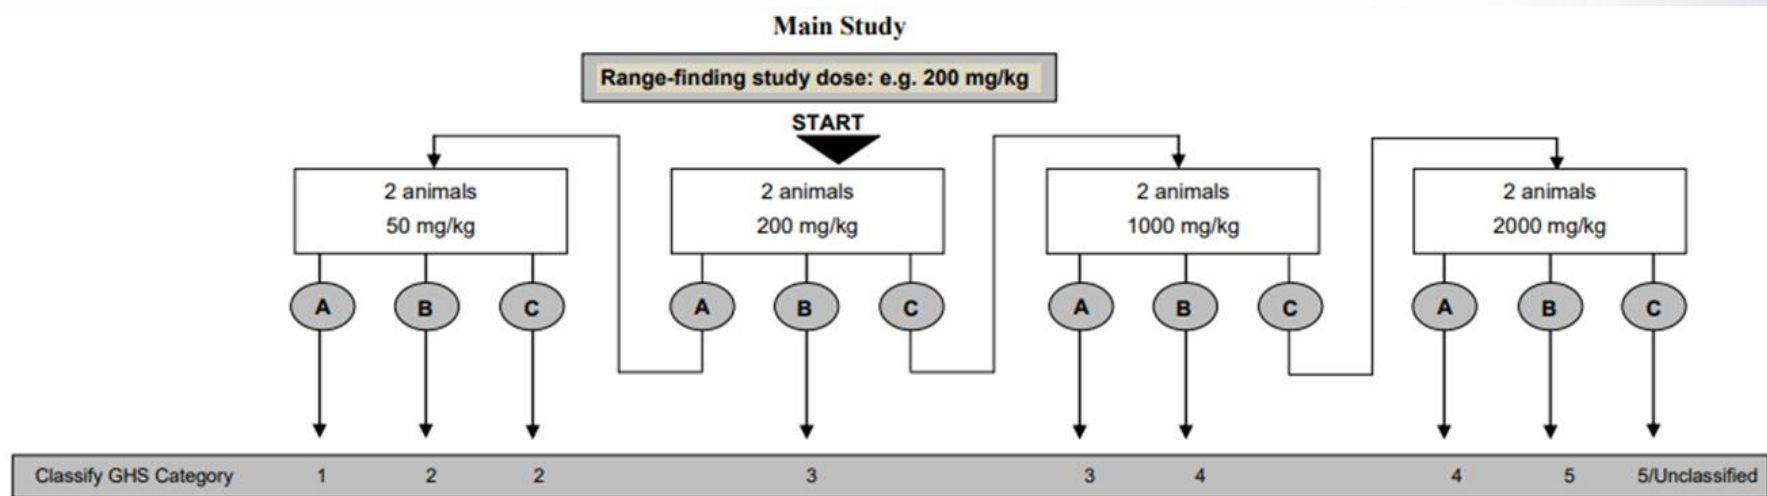 Main Study
Range-finding study dose: e.g. 200 mg/kg
START
2 animals
50 mg/kg
2 animals
200 mg/kg
2 animals
1000 mg/kg
2 animals
2000 mg/kg
A B C A B C A B C A B C
Classify GHS Category 1 2 2 3 3 4 4 5 5/Unclassified